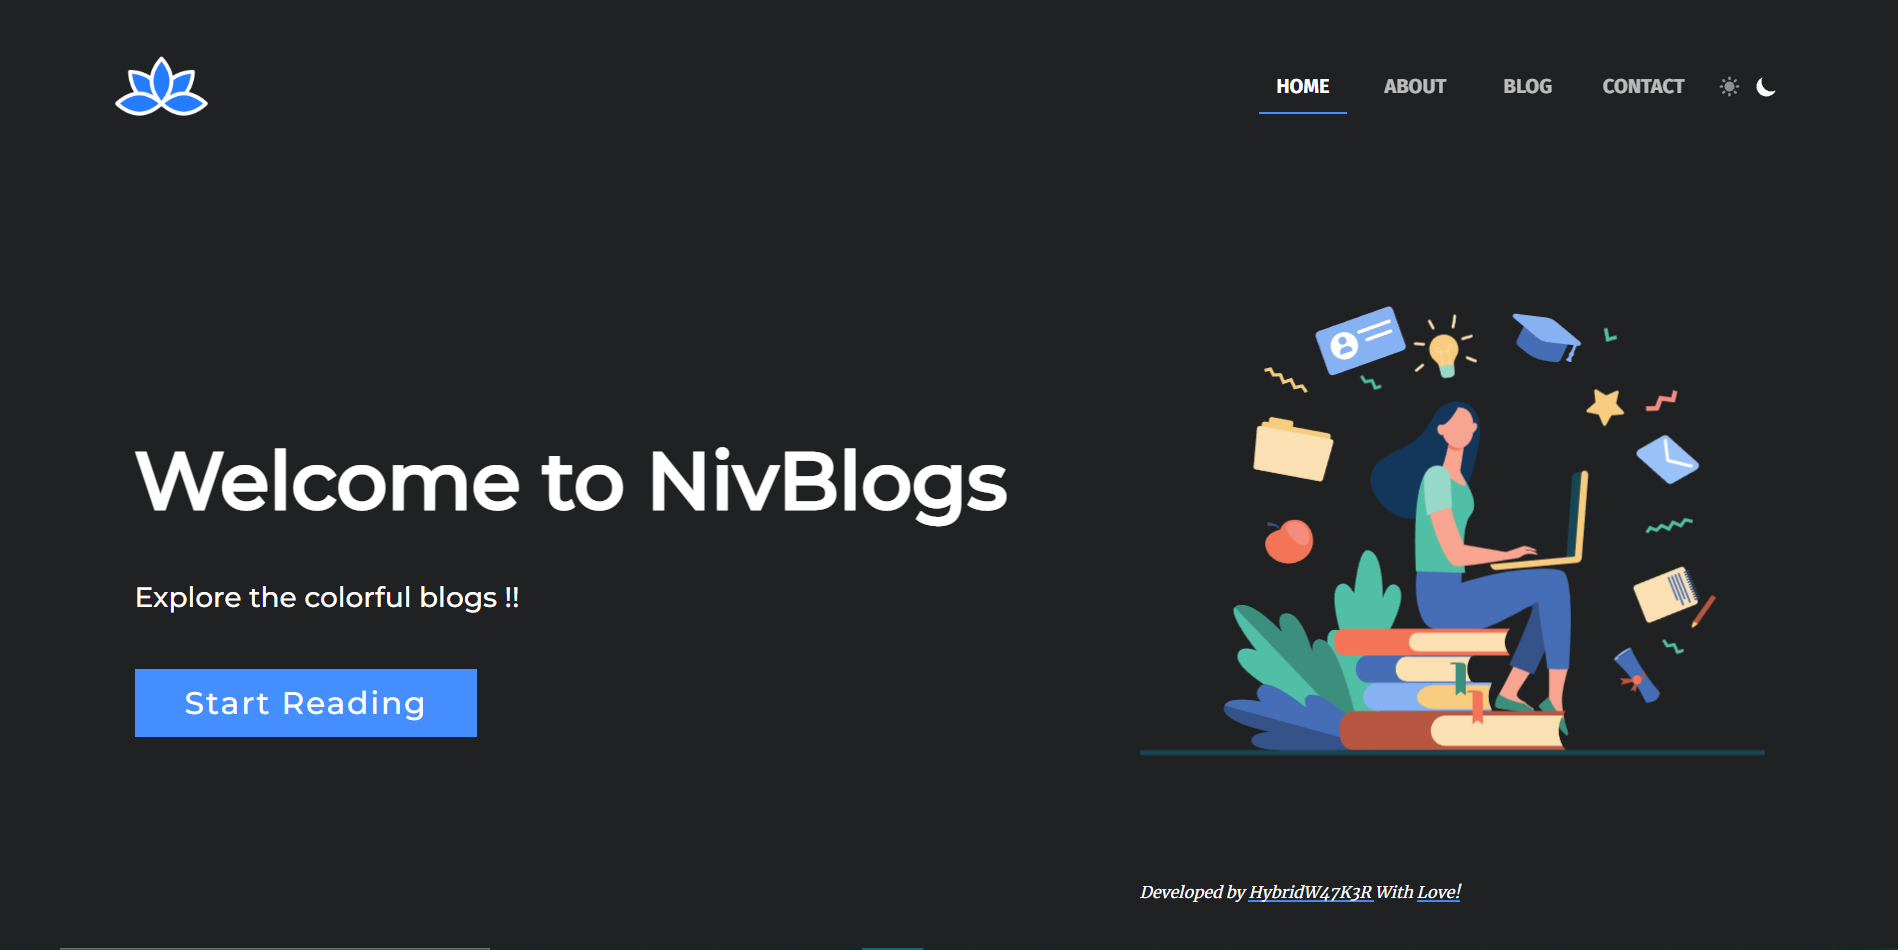 HOME ABOUT BLOG CONTACT
Welcome to NivBlogs
Explore the colorful blogs !!
Start Reading
Developed by HybridW47K3R With Love!